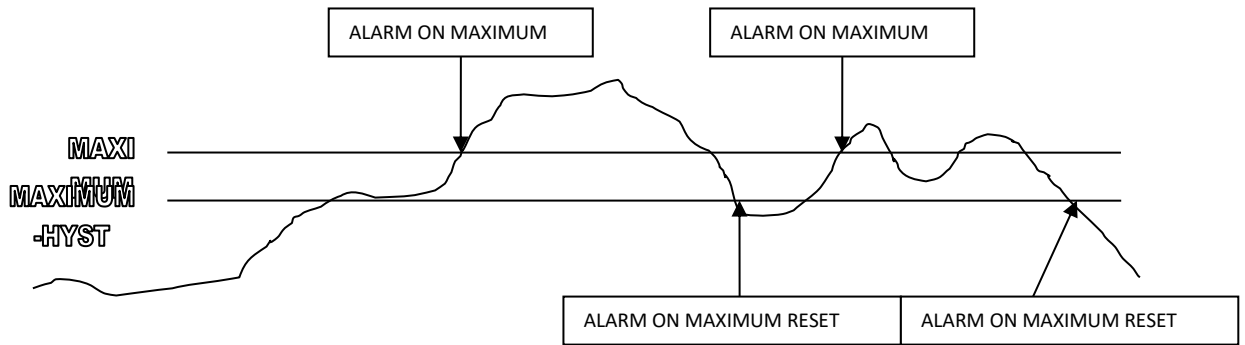 ALARM ON MAXIMUM
ALARM ON MAXIMUM
MAXI
MUM
MAXIMUM
-HYST
ALARM ON MAXIMUM RESET
ALARM ON MAXIMUM RESET